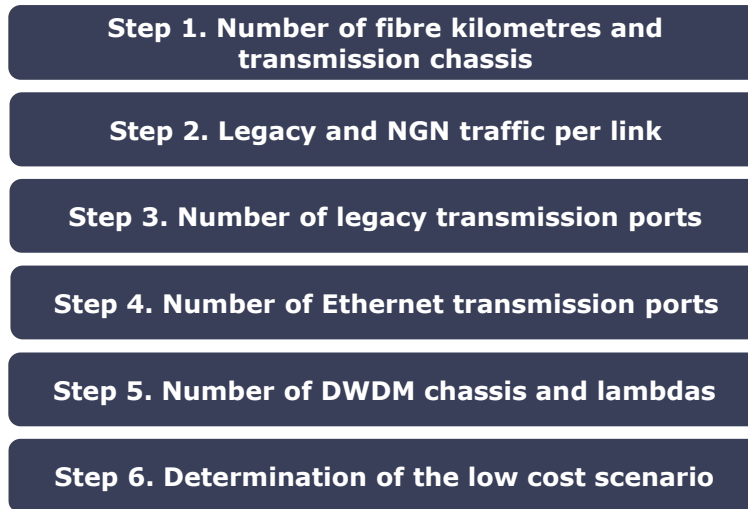 Step 1. Number of fibre kilometres and
transmission chassis
Step 2. Legacy and NGN traffic per link
Step 3. Number of legacy transmission ports
Step 4. Number of Ethernet transmission ports
Step 5. Number of DWDM chassis and lambdas
Step 6. Determination of the low cost scenario